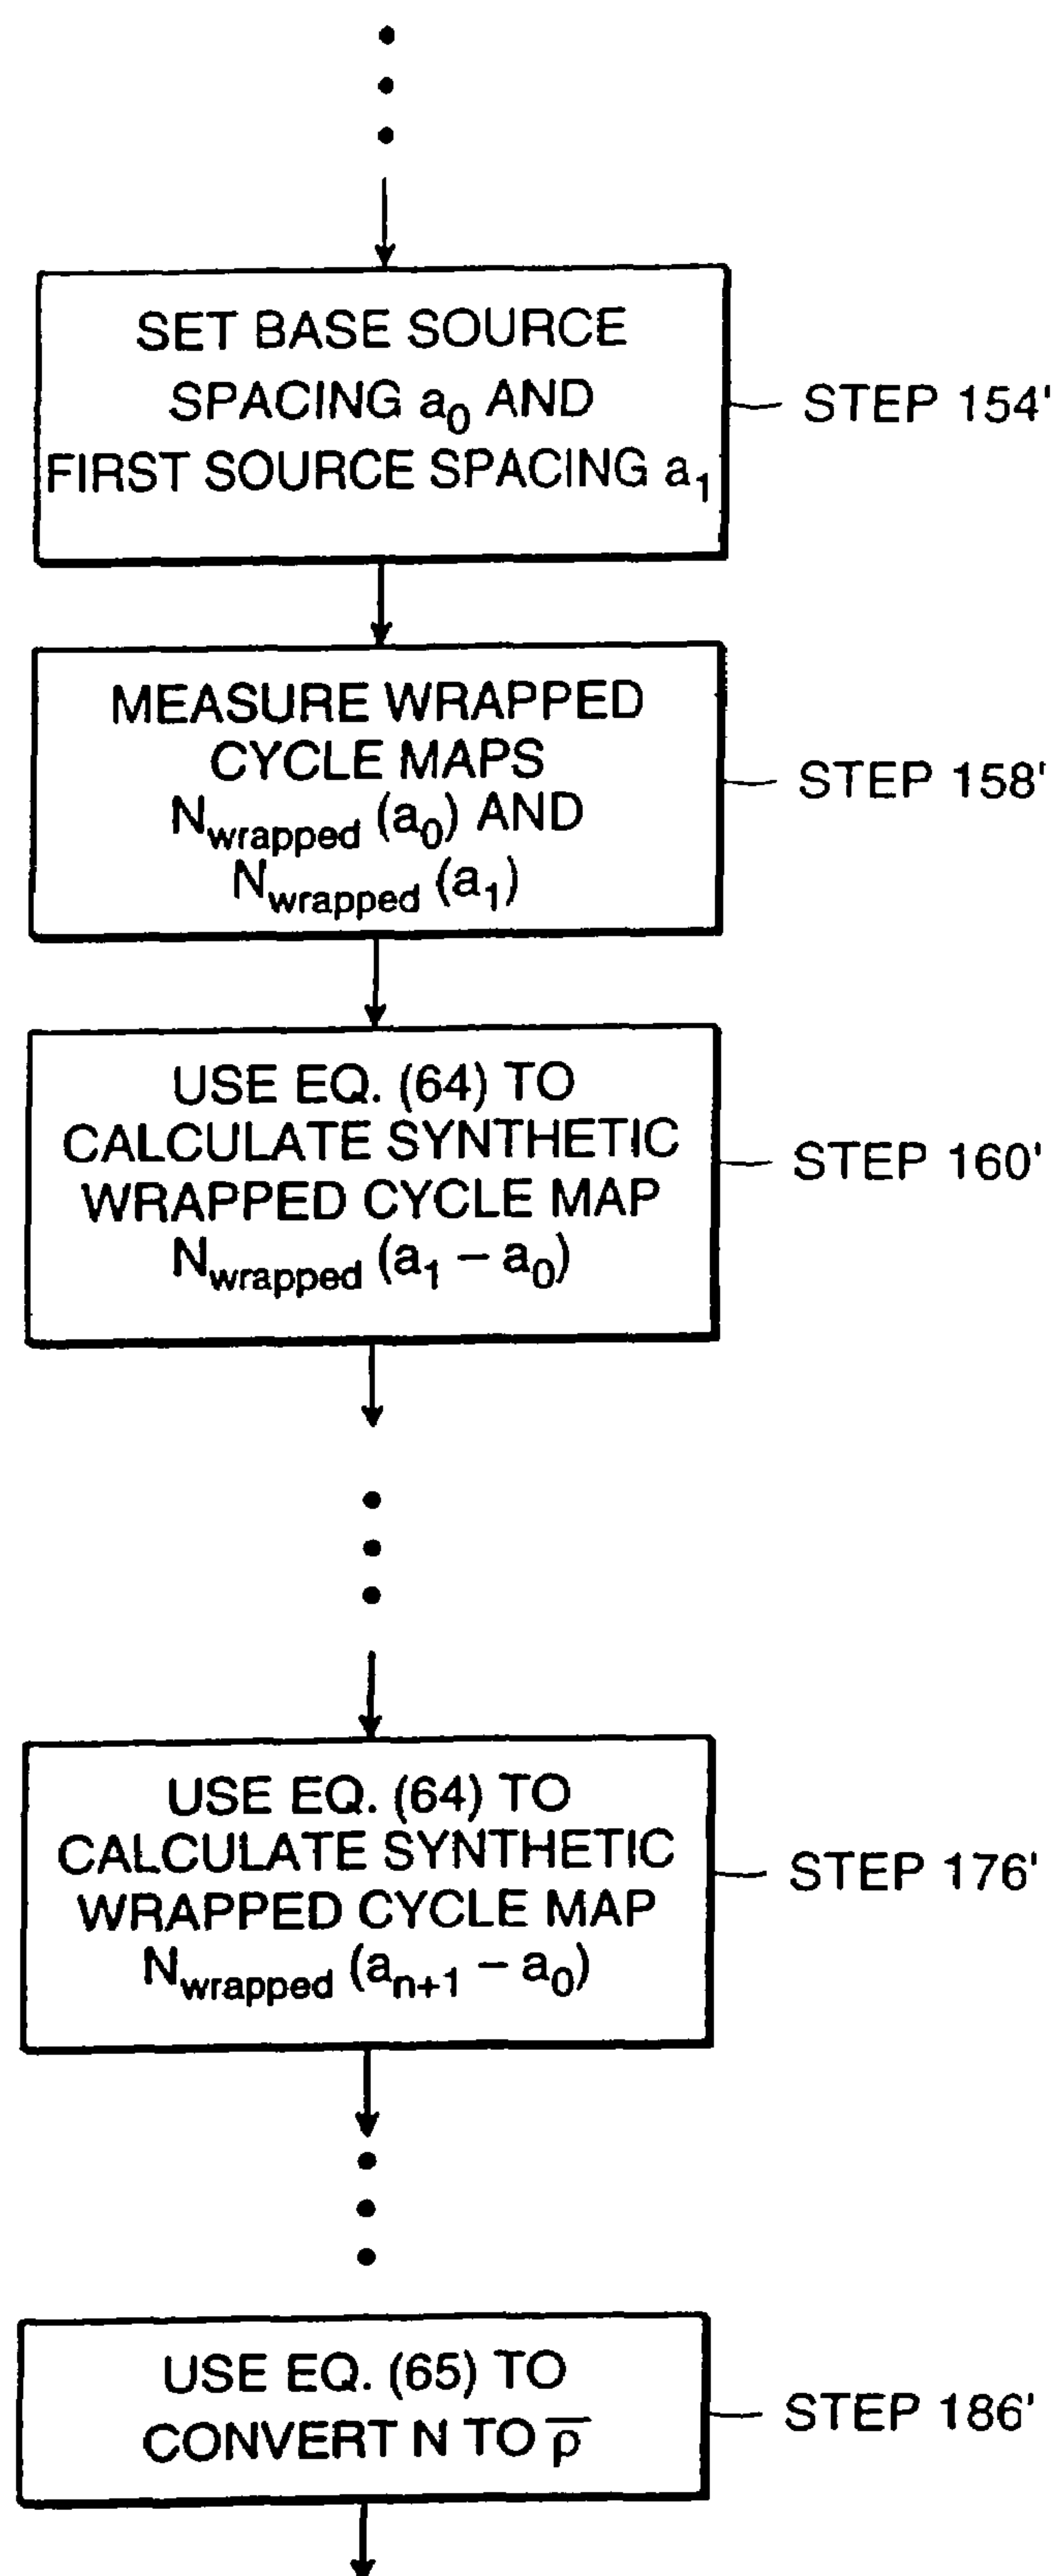 SET BASE SOURCE
SPACING a0 AND
FIRST SOURCE SPACING a1
STEP 154'
MEASURE WRAPPED
CYCLE MAPS
Nwrapped (a0) AND
Nwrapped (a1)
STEP 158'
USE EQ. (64) TO
CALCULATE SYNTHETIC
WRAPPED CYCLE MAP
Nwrapped (a1 – a0)
STEP 160'
USE EQ. (64) TO
CALCULATE SYNTHETIC
WRAPPED CYCLE MAP
Nwrapped (an+1 – a0)
STEP 176'
USE EQ. (65) TO
CONVERT N TO ρ̅
STEP 186'